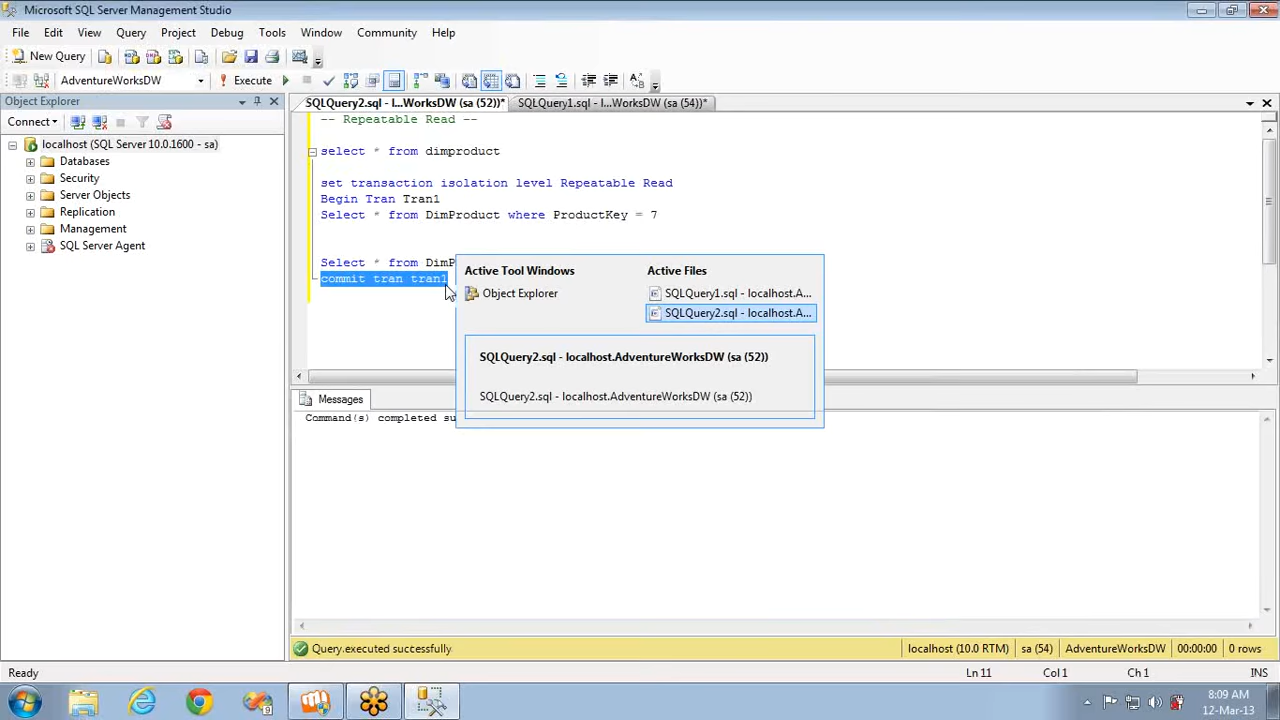 Microsoft SQL Server Management Studio
File Edit View Query Project Debug Tools Window Community Help
New Query
AdventureWorksDW Execute
Object Explorer
Connect
localhost (SQL Server 10.0.1600 - sa)
Databases
Security
Server Objects
Replication
Management
SQL Server Agent
SQLQuery2.sql - l...WorksDW (sa (52))* SQLQuery1.sql - l...WorksDW (sa (54))*
-- Repeatable Read --
select * from dimproduct
set transaction isolation level Repeatable Read
Begin Tran Tran1
Select * from DimProduct where ProductKey = 7
Select * from DimP
commit tran tran1
Active Tool Windows Active Files
Object Explorer SQLQuery1.sql - localhost.A...
SQLQuery2.sql - localhost.A...
SQLQuery2.sql - localhost.AdventureWorksDW (sa (52))
SQLQuery2.sql - localhost.AdventureWorksDW (sa (52))
Messages
Command(s) completed su
Query executed successfully
localhost (10.0 RTM) sa (54) AdventureWorksDW 00:00:00 0 rows
Ready Ln 11 Col 1 Ch 1 INS
8:09 AM
12-Mar-13